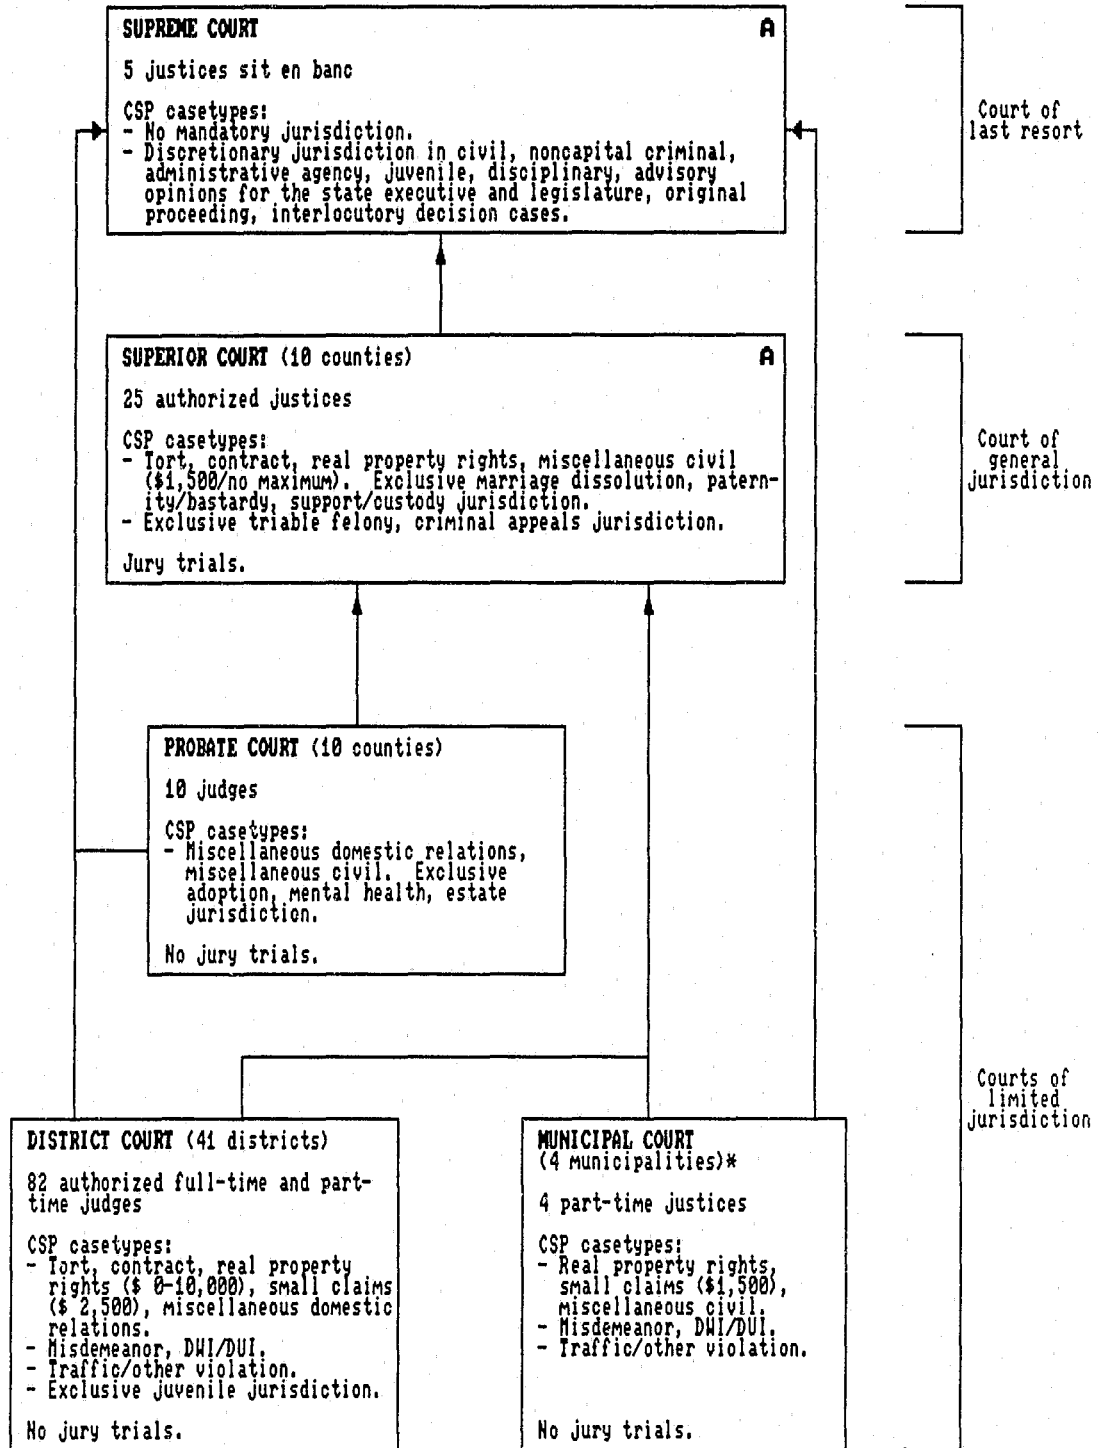 SUPREME COURT A
5 justices sit en banc
CSP casetypes:
- No mandatory jurisdiction.
- Discretionary jurisdiction in civil, noncapital criminal,
administrative agency, juvenile, disciplinary, advisory
opinions for the state executive and legislature, original
proceeding, interlocutory decision cases.
Court of
last resort
SUPERIOR COURT (10 counties) A
25 authorized justices
CSP casetypes:
- Tort, contract, real property rights, miscellaneous civil
($1,500/no maximum). Exclusive marriage dissolution, patern-
ity/bastardy, support/custody jurisdiction.
- Exclusive triable felony, criminal appeals jurisdiction.
Jury trials.
Court of
general
jurisdiction
PROBATE COURT (10 counties)
10 judges
CSP casetypes:
- Miscellaneous domestic relations,
miscellaneous civil. Exclusive
adoption, mental health, estate
jurisdiction.
No jury trials.
Courts of
limited
jurisdiction
DISTRICT COURT (41 districts)
82 authorized full-time and part-
time judges
CSP casetypes:
- Tort, contract, real property
rights ($ 0-10,000), small claims
($ 2,500), miscellaneous domestic
relations.
- Misdemeanor, DWI/DUI.
- Traffic/other violation.
- Exclusive juvenile jurisdiction.
No jury trials.
MUNICIPAL COURT
(4 municipalities)*
4 part-time justices
CSP casetypes:
- Real property rights,
small claims ($1,500),
miscellaneous civil.
- Misdemeanor, DWI/DUI.
- Traffic/other violation.
No jury trials.